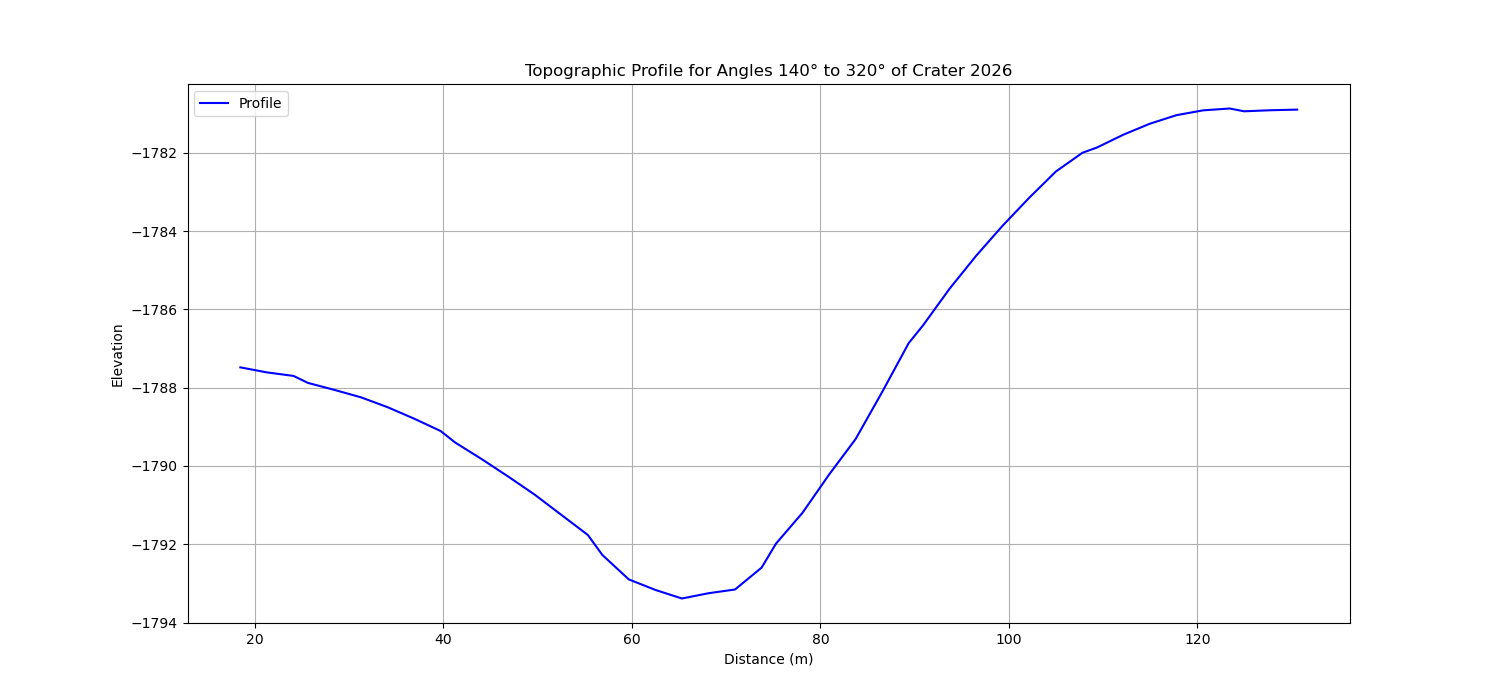 Topographic Profile for Angles 140° to 320° of Crater 2026
Profile
−1782
−1784
−1786
−1788
−1790
−1792
−1794
Elevation
20 40 60 80 100 120
Distance (m)